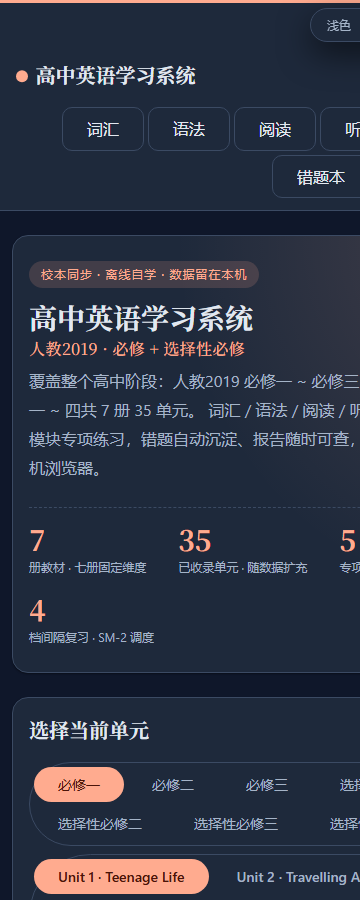 浅色
高中英语学习系统
词汇 语法 阅读 听
错题本
校本同步 · 离线自学 · 数据留在本机
高中英语学习系统
人教2019 · 必修 + 选择性必修
覆盖整个高中阶段：人教2019 必修一 ~ 必修三
一 ~ 四共 7 册 35 单元。 词汇 / 语法 / 阅读 / 听
模块专项练习，错题自动沉淀、报告随时可查，
机浏览器。
7 35 5
册教材 · 七册固定维度 已收录单元 · 随数据扩充 专项
4
档间隔复习 · SM-2 调度
选择当前单元
必修一 必修二 必修三 选择
选择性必修二 选择性必修三 选择性
Unit 1 · Teenage Life Unit 2 · Travelling A